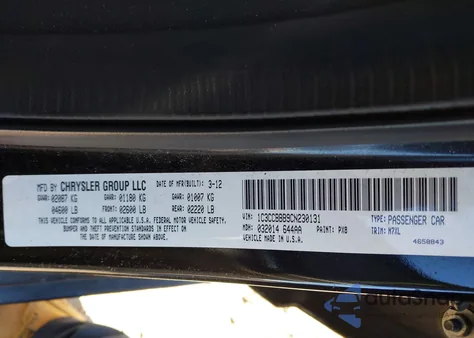 MFD BY CHRYSLER GROUP LLC DATE OF MFR(BUILT): 3-12
GVWR: 02087 KG GAWR: 01180 KG GAWR: 01007 KG
04600 LB FRONT: 02600 LB REAR: 02220 LB
THIS VEHICLE CONFORMS TO ALL APPLICABLE U.S.A. FEDERAL MOTOR VEHICLE SAFETY,
BUMPER AND THEFT PREVENTION STANDARDS IN EFFECT ON
THE DATE OF MANUFACTURE SHOWN ABOVE.
VIN: 1C3CCBBB9CN230131 TYPE: PASSENGER CAR
MDH: 032014 644AA PAINT: PXB TRIM: M7XL
VEHICLE MADE IN U.S.A. 4658843